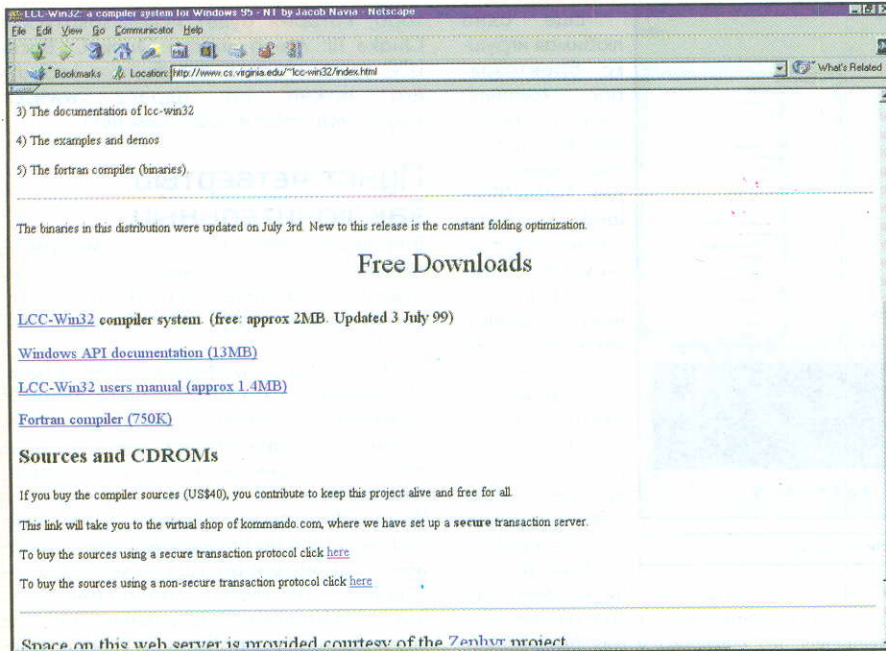 LCC-Win32: a compiler system for Windows 95 - NT by Jacob Navia - Netscape
File Edit View Go Communicator Help
Bookmarks Location: http://www.cs.virginia.edu/~lcc-win32/index.html What's Related
3) The documentation of lcc-win32
4) The examples and demos
5) The fortran compiler (binaries).
The binaries in this distribution were updated on July 3rd. New to this release is the constant folding optimization.
Free Downloads
LCC-Win32 compiler system. (free: approx 2MB. Updated 3 July 99)
Windows API documentation (13MB)
LCC-Win32 users manual (approx 1.4MB)
Fortran compiler (750K)
Sources and CDROMs
If you buy the compiler sources (US$40), you contribute to keep this project alive and free for all.
This link will take you to the virtual shop of kommando.com, where we have set up a secure transaction server.
To buy the sources using a secure transaction protocol click here
To buy the sources using a non-secure transaction protocol click here
Space on this web server is provided courtesy of the Zephyr project